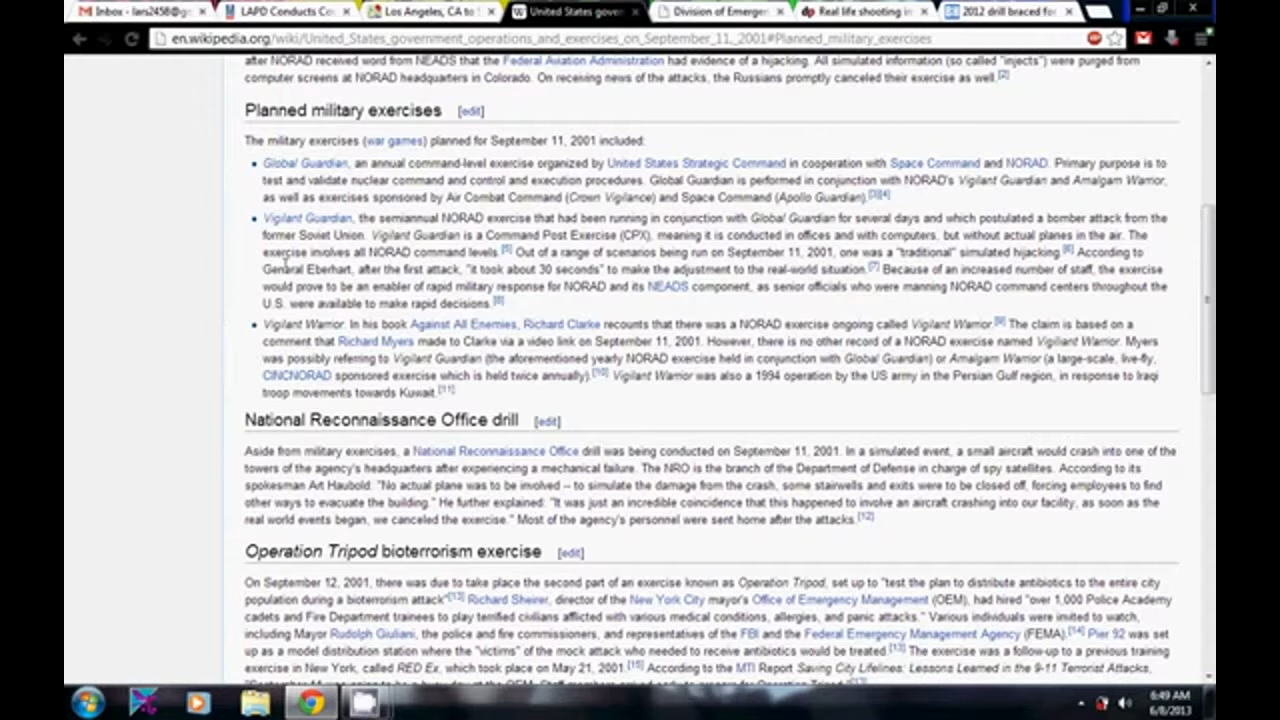 Inbox - lars2458@g
LAPD Conducts Co
Los Angeles, CA to
United States gover
Division of Emergen
Real life shooting in
2012 drill braced fo
en.wikipedia.org/wiki/United_States_government_operations_and_exercises_on_September_11,_2001#Planned_military_exercises
after NORAD received word from NEADS that the Federal Aviation Administration had evidence of a hijacking. All simulated information (so called "injects") were purged from
computer screens at NORAD headquarters in Colorado. On receiving news of the attacks, the Russians promptly canceled their exercise as well.[2]
Planned military exercises [edit]
The military exercises (war games) planned for September 11, 2001 included:
Global Guardian, an annual command-level exercise organized by United States Strategic Command in cooperation with Space Command and NORAD. Primary purpose is to
test and validate nuclear command and control and execution procedures. Global Guardian is performed in conjunction with NORAD's Vigilant Guardian and Amalgam Warrior,
as well as exercises sponsored by Air Combat Command (Crown Vigilance) and Space Command (Apollo Guardian).[3][4]
Vigilant Guardian, the semiannual NORAD exercise that had been running in conjunction with Global Guardian for several days and which postulated a bomber attack from the
former Soviet Union. Vigilant Guardian is a Command Post Exercise (CPX), meaning it is conducted in offices and with computers, but without actual planes in the air. The
exercise involves all NORAD command levels.[5] Out of a range of scenarios being run on September 11, 2001, one was a "traditional" simulated hijacking.[6] According to
General Eberhart, after the first attack, "it took about 30 seconds" to make the adjustment to the real-world situation.[7] Because of an increased number of staff, the exercise
would prove to be an enabler of rapid military response for NORAD and its NEADS component, as senior officials who were manning NORAD command centers throughout the
U.S. were available to make rapid decisions.[8]
Vigilant Warrior. In his book Against All Enemies, Richard Clarke recounts that there was a NORAD exercise ongoing called Vigilant Warrior.[9] The claim is based on a
comment that Richard Myers made to Clarke via a video link on September 11, 2001. However, there is no other record of a NORAD exercise named Vigilant Warrior. Myers
was possibly referring to Vigilant Guardian (the aforementioned yearly NORAD exercise held in conjunction with Global Guardian) or Amalgam Warrior (a large-scale, live-fly,
CINCNORAD sponsored exercise which is held twice annually).[10] Vigilant Warrior was also a 1994 operation by the US army in the Persian Gulf region, in response to Iraqi
troop movements towards Kuwait.[11]
National Reconnaissance Office drill [edit]
Aside from military exercises, a National Reconnaissance Office drill was being conducted on September 11, 2001. In a simulated event, a small aircraft would crash into one of the
towers of the agency's headquarters after experiencing a mechanical failure. The NRO is the branch of the Department of Defense in charge of spy satellites. According to its
spokesman Art Haubold: "No actual plane was to be involved -- to simulate the damage from the crash, some stairwells and exits were to be closed off, forcing employees to find
other ways to evacuate the building." He further explained: "It was just an incredible coincidence that this happened to involve an aircraft crashing into our facility, as soon as the
real world events began, we canceled the exercise." Most of the agency's personnel were sent home after the attacks.[12]
Operation Tripod bioterrorism exercise [edit]
On September 12, 2001, there was due to take place the second part of an exercise known as Operation Tripod, set up to "test the plan to distribute antibiotics to the entire city
population during a bioterrorism attack"[13] Richard Sheirer, director of the New York City mayor's Office of Emergency Management (OEM), had hired "over 1,000 Police Academy
cadets and Fire Department trainees to play terrified civilians afflicted with various medical conditions, allergies, and panic attacks." Various individuals were invited to watch,
including Mayor Rudolph Giuliani, the police and fire commissioners, and representatives of the FBI and the Federal Emergency Management Agency (FEMA).[14] Pier 92 was set
up as a model distribution station where the "victims" of the mock attack who needed to receive antibiotics would be treated.[13] The exercise was a follow-up to a previous training
exercise in New York, called RED Ex, which took place on May 21, 2001.[15] According to the MTI Report Saving City Lifelines: Lessons Learned in the 9-11 Terrorist Attacks,
6:49 AM
6/8/2013